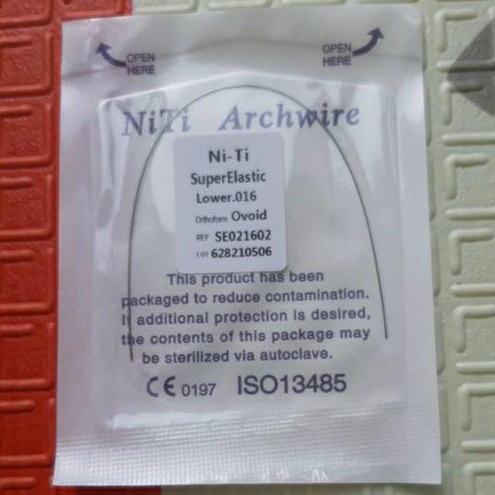 OPEN HERE
OPEN HERE
NiTi Archwire
Ni-Ti
SuperElastic
Lower.016
Orthoform Ovoid
REF SE021602
LOT 628210506
This product has been
packaged to reduce contamination.
If additional protection is desired,
the contents of this package may
be sterilized via autoclave.
CE 0197 ISO13485